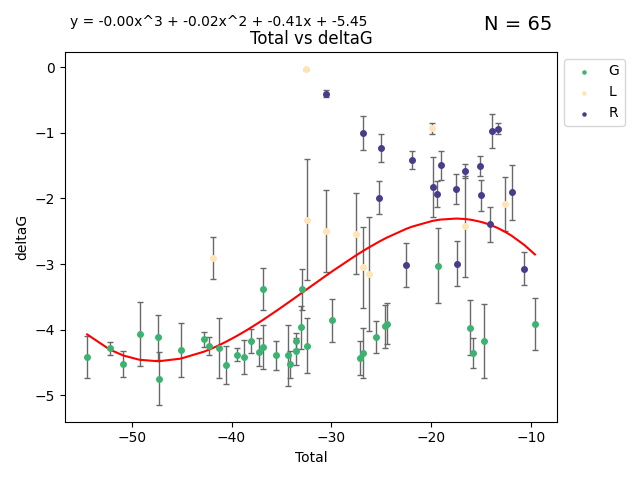 y = -0.00x^3 + -0.02x^2 + -0.41x + -5.45
N = 65
Total vs deltaG
G
L
R
deltaG
0
−1
−2
−3
−4
−5
−50
−40
−30
−20
−10
Total